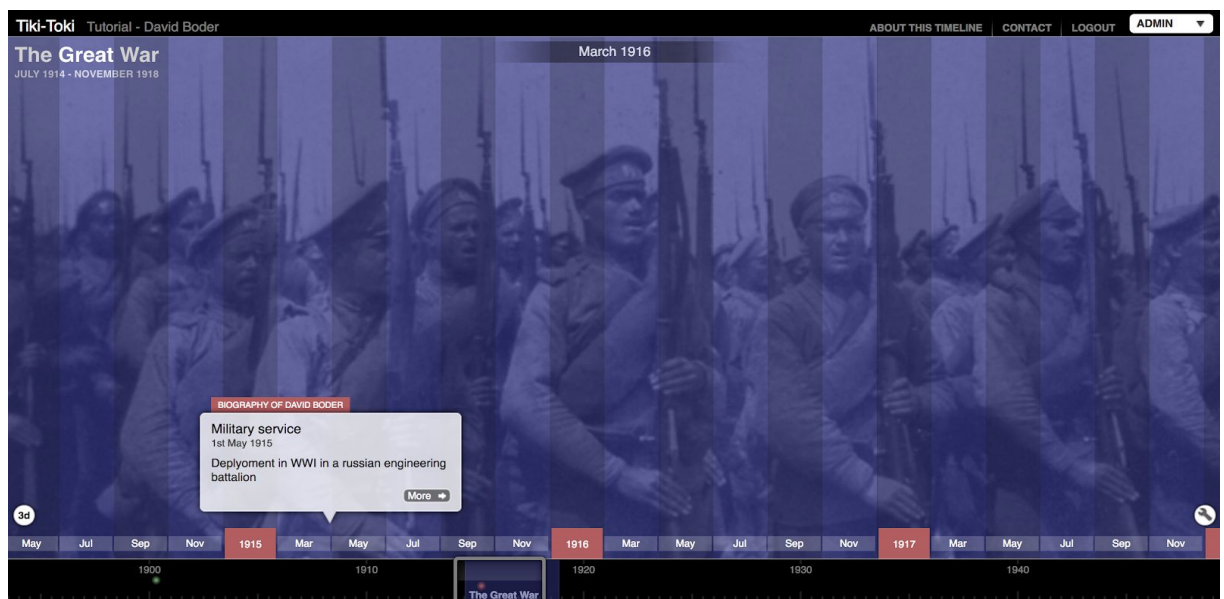 Tiki-Toki Tutorial - David Boder
ABOUT THIS TIMELINE CONTACT LOGOUT ADMIN
The Great War
JULY 1914 - NOVEMBER 1918
March 1916
BIOGRAPHY OF DAVID BODER
Military service
1st May 1915
Deplyoment in WWI in a russian engineering
battalion
More
3d
May Jul Sep Nov 1915 Mar May Jul Sep Nov 1916 Mar May Jul Sep Nov 1917 Mar May Jul Sep Nov
1900 1910 1920 1930 1940
The Great War